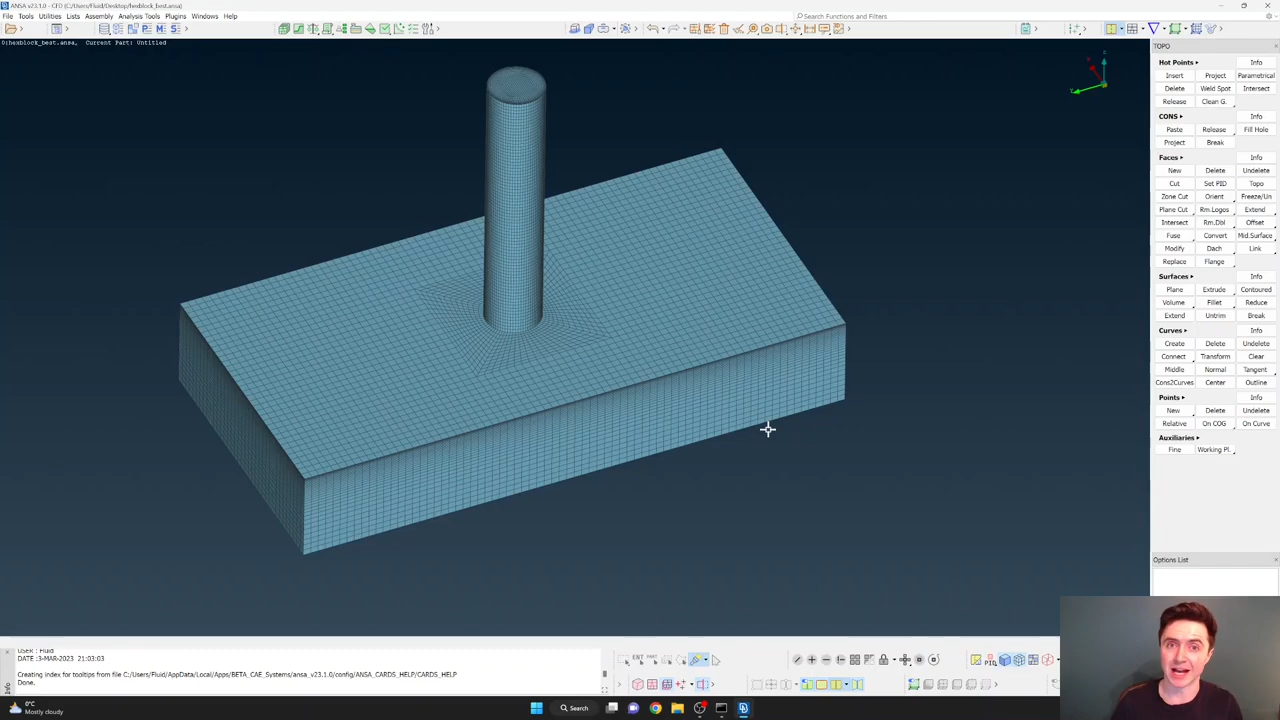 ANSA v23.1.0 - CFD (C:/Users/Fluid/Desktop/hexblock_best.ansa)
File Tools Utilities Lists Assembly Analysis Tools Plugins Windows Help
Search Functions and Filters
0:hexblock_best.ansa, Current Part: Untitled
TOPO
Hot Points Info
Insert Project Parametrical
Delete Weld Spot Intersect
Release Clean G.
CONS Info
Paste Release Fill Hole
Project Break
Faces Info
New Delete Undelete
Cut Set PID Topo
Zone Cut Orient Freeze/Un
Plane Cut Rm.Logos Extend
Intersect Rm.Dbl Offset
Fuse Convert Mid.Surface
Modify Dach Link
Replace Flange
Surfaces Info
Plane Extrude Contoured
Volume Fillet Reduce
Extend Untrim Break
Curves Info
Create Delete Undelete
Connect Transform Clear
Middle Normal Tangent
Cons2Curves Center Outline
Points Info
New Delete Undelete
Relative On COG On Curve
Auxiliaries
Fine Working Pl.
Options List
USER : Fluid
DATE :3-MAR-2023 21:03:03
Creating index for tooltips from file C:/Users/Fluid/AppData/Local/Apps/BETA_CAE_Systems/ansa_v23.1.0/config/ANSA_CARDS_HELP/CARDS_HELP
Done.
Info
ENT PART
PID
0°C
Mostly cloudy
Search